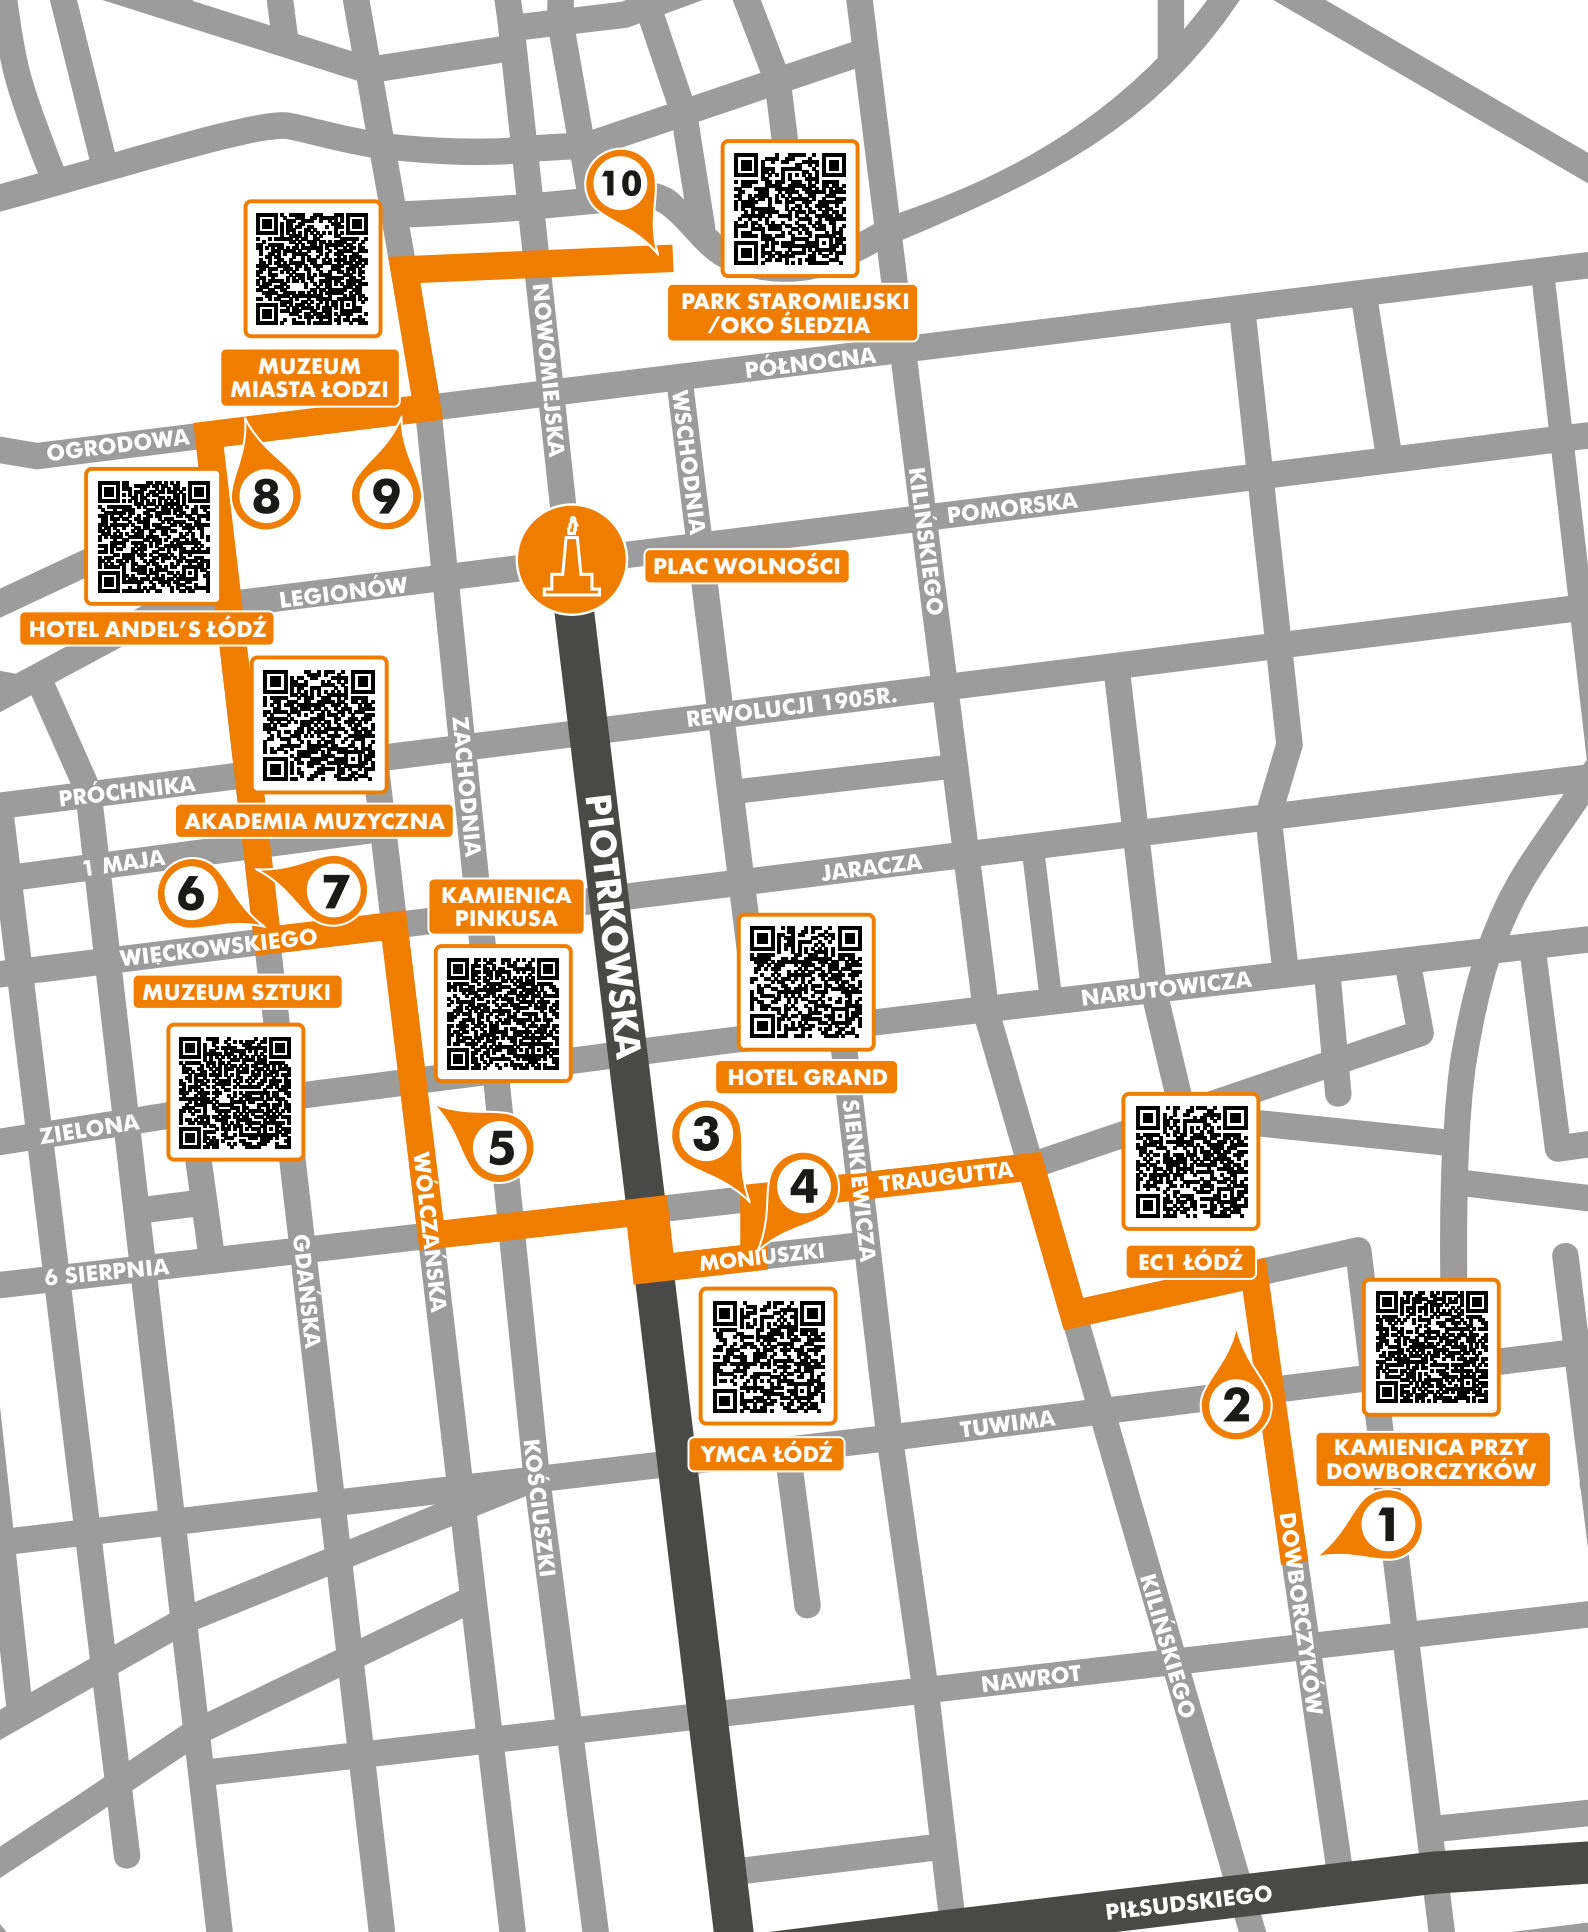 10
PARK STAROMIEJSKI
/OKO ŚLEDZIA
NOWOMIEJSKA
MUZEUM
MIASTA ŁODZI
PÓŁNOCNA
WSCHODNIA
OGRODOWA
8
9
KILIŃSKIEGO
POMORSKA
PLAC WOLNOŚCI
LEGIONÓW
HOTEL ANDEL'S ŁÓDŹ
REWOLUCJI 1905R.
ZACHODNIA
PRÓCHNIKA
AKADEMIA MUZYCZNA
PIOTRKOWSKA
1 MAJA
JARACZA
6
7
KAMIENICA
PINKUSA
WIĘCKOWSKIEGO
MUZEUM SZTUKI
NARUTOWICZA
HOTEL GRAND
ZIELONA
3
SIENKIEWICZA
5
4
TRAUGUTTA
WÓLCZAŃSKA
GDAŃSKA
MONIUSZKI
6 SIERPNIA
EC1 ŁÓDŹ
2
TUWIMA
YMCA ŁÓDŹ
KAMIENICA PRZY
DOWBORCZYKÓW
KOŚCIUSZKI
1
DOWBORCZYKÓW
KILIŃSKIEGO
NAWROT
PIŁSUDSKIEGO